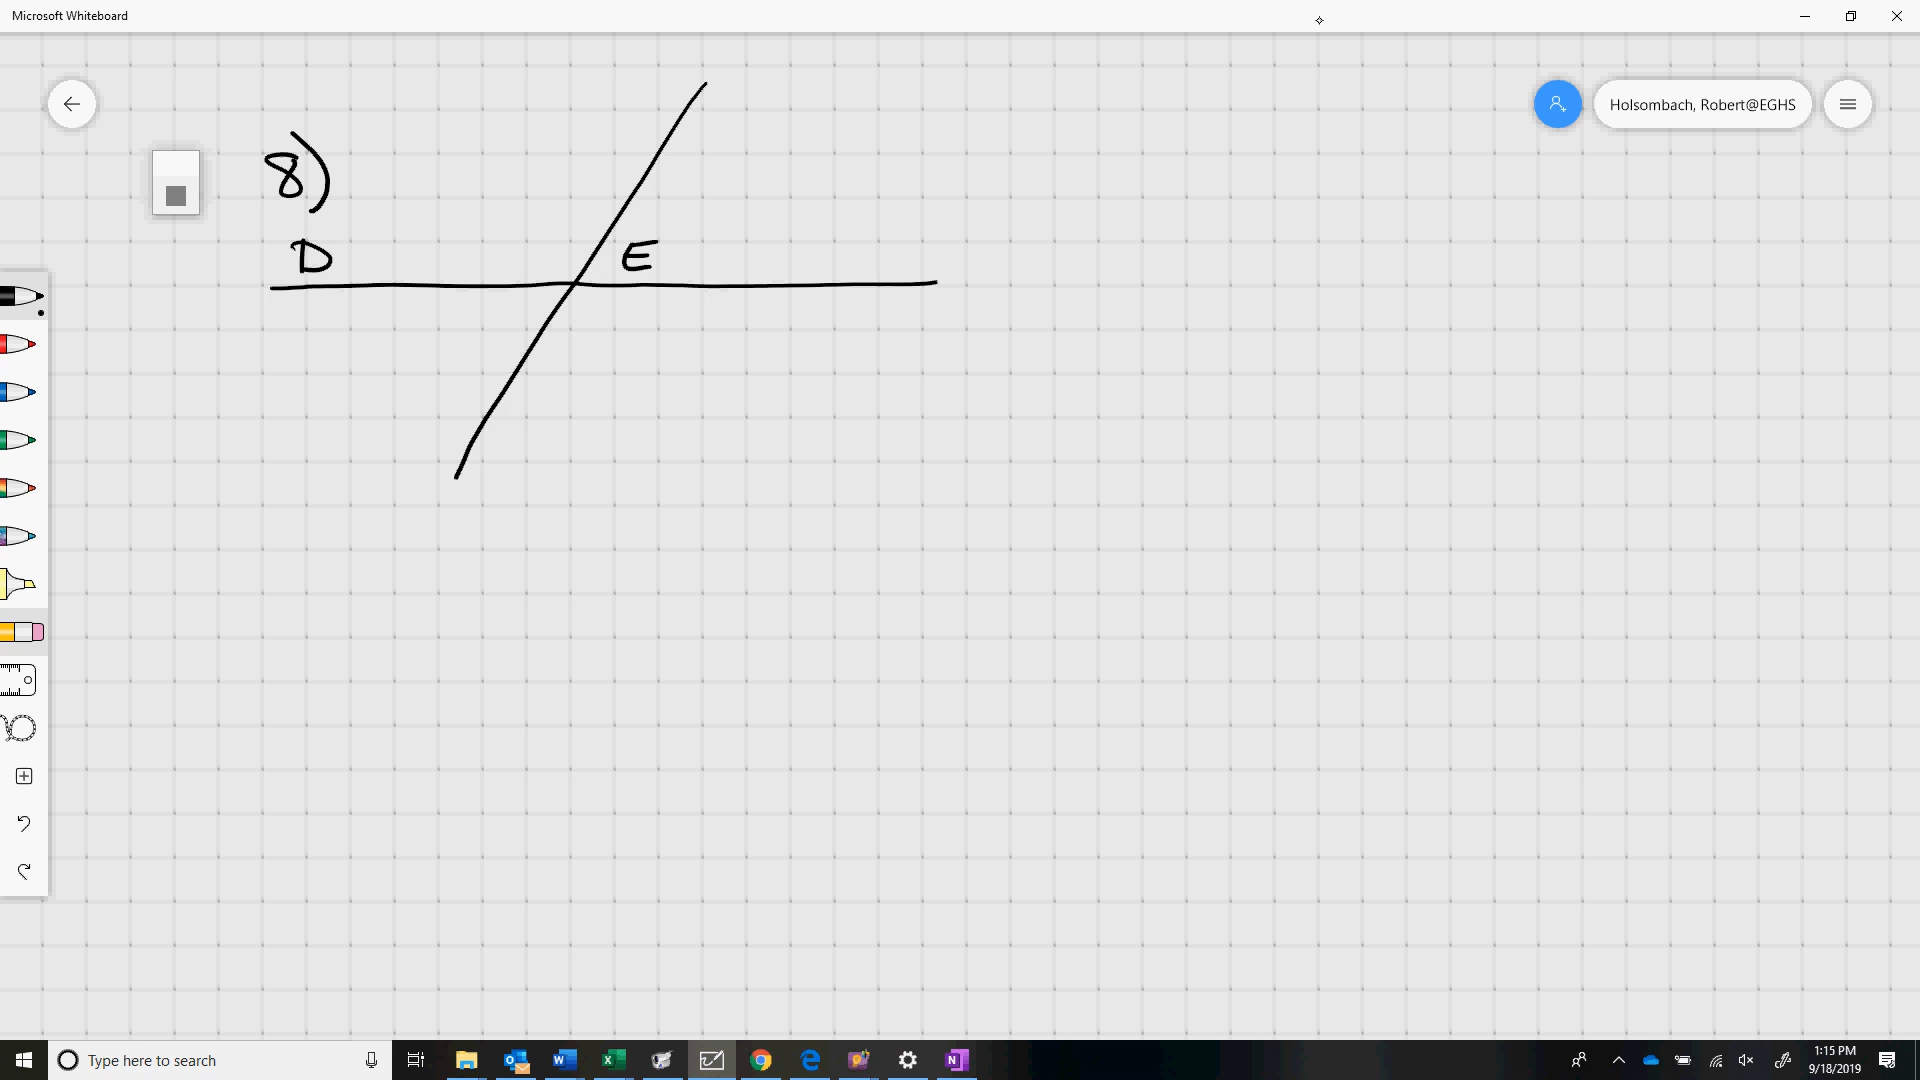 Microsoft Whiteboard
Holsombach, Robert@EGHS
8)
D E
Type here to search
1:15 PM
9/18/2019